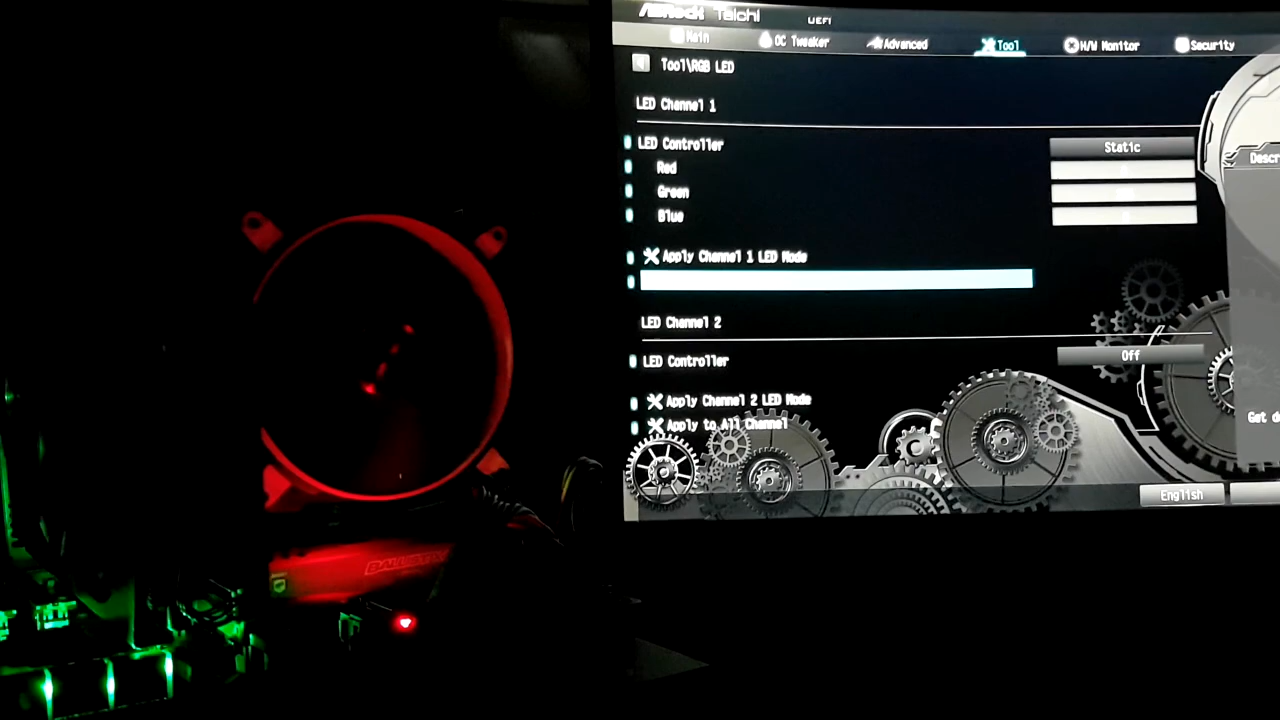 ASRock Taichi UEFI
Main OC Tweaker Advanced Tool H/W Monitor Security
Tool\RGB LED
LED Channel 1
LED Controller Static
Red
Green
Blue
Apply Channel 1 LED Mode
LED Channel 2
LED Controller Off
Apply Channel 2 LED Mode
Apply to All Channel
Descr
Get d
English
BALLISTIX